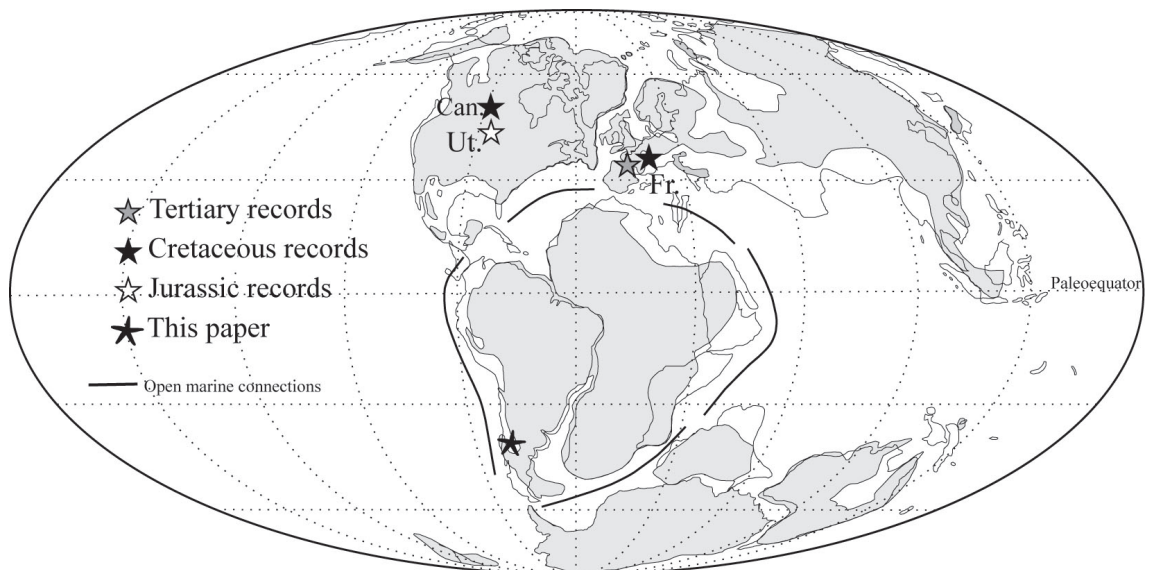 Can.
Ut.
Fr.
Tertiary records
Cretaceous records
Jurassic records
This paper
Open marine connections
Paleoequator